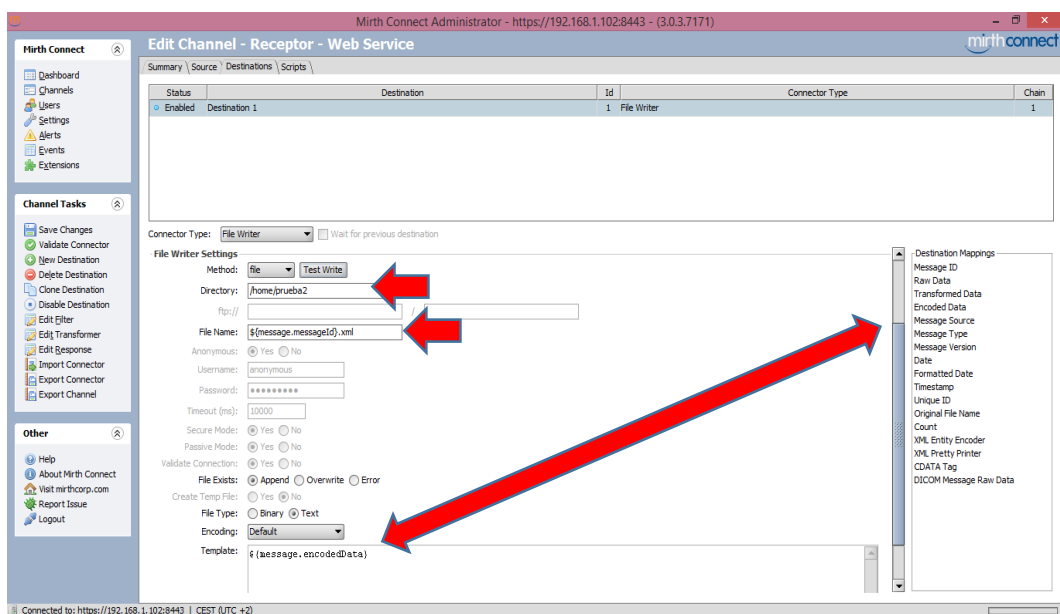 Mirth Connect Administrator - https://192.168.1.102:8443 - (3.0.3.7171)
Mirth Connect
Dashboard
Channels
Users
Settings
Alerts
Events
Extensions
Channel Tasks
Save Changes
Validate Connector
New Destination
Delete Destination
Clone Destination
Disable Destination
Edit Filter
Edit Transformer
Edit Response
Import Connector
Export Connector
Export Channel
Other
Help
About Mirth Connect
Visit mirthcorp.com
Report Issue
Logout
Edit Channel - Receptor - Web Service
mirth connect
Summary Source Destinations Scripts
Status Destination Id Connector Type Chain
Enabled Destination 1 1 File Writer 1
Connector Type: File Writer Wait for previous destination
File Writer Settings
Method: file Test Write
Directory: /home/prueba2
ftp:// /
File Name: ${message.messageId}.xml
Anonymous: Yes No
Username: anonymous
Password: •••••••••
Timeout (ms): 10000
Secure Mode: Yes No
Passive Mode: Yes No
Validate Connection: Yes No
File Exists: Append Overwrite Error
Create Temp File: Yes No
File Type: Binary Text
Encoding: Default
Template: ${message.encodedData}
Destination Mappings
Message ID
Raw Data
Transformed Data
Encoded Data
Message Source
Message Type
Message Version
Date
Formatted Date
Timestamp
Unique ID
Original File Name
Count
XML Entity Encoder
XML Pretty Printer
CDATA Tag
DICOM Message Raw Data
Connected to: https://192.168.1.102:8443 | CEST (UTC +2)